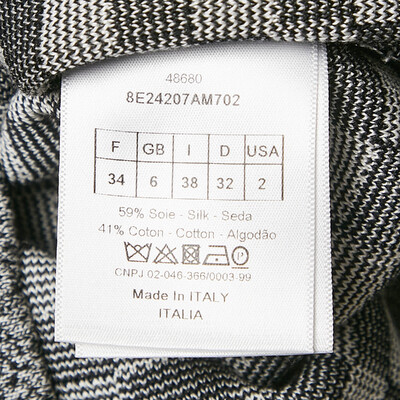 48680
8E24207AM702
F GB I D USA
34 6 38 32 2
59% Soie - Silk - Seda
41% Coton - Cotton - Algodão
CNPJ 02-046-366/0003-99
Made In iTALY
ITALIA